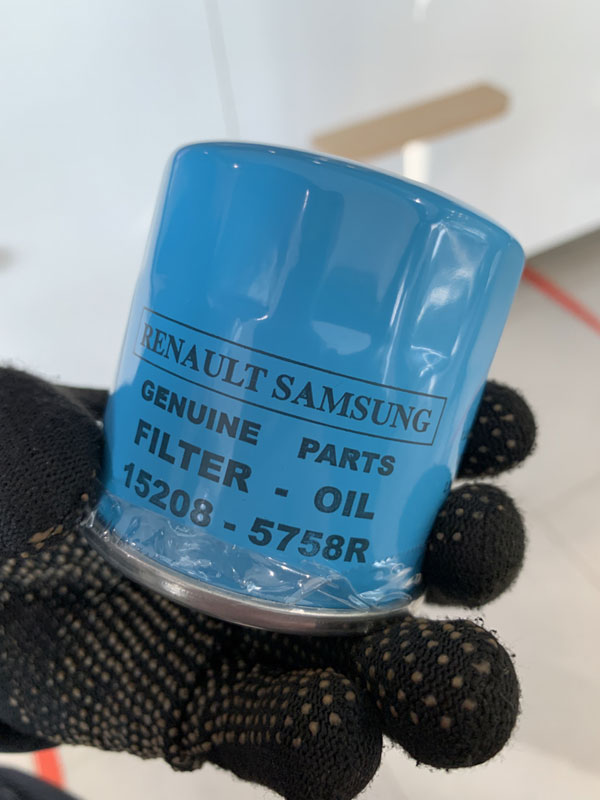 RENAULT SAMSUNG
GENUINE PARTS
FILTER - OIL
15208 - 5758R